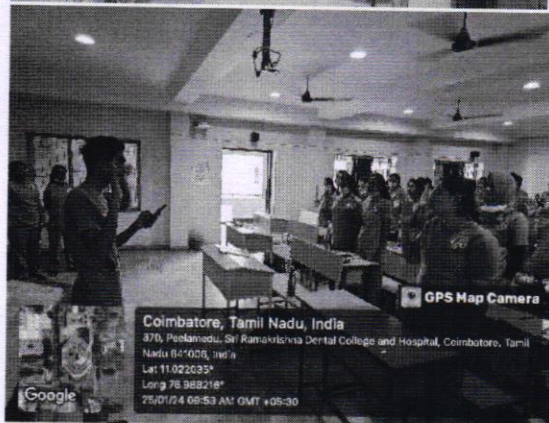 GPS Map Camera
Coimbatore, Tamil Nadu, India
370, Peelamedu, Sri Ramakrishna Dental College and Hospital, Coimbatore, Tamil
Nadu 641006, India
Lat 11.022035°
Long 76.988216°
25/01/24 09:53 AM GMT +05:30
Google